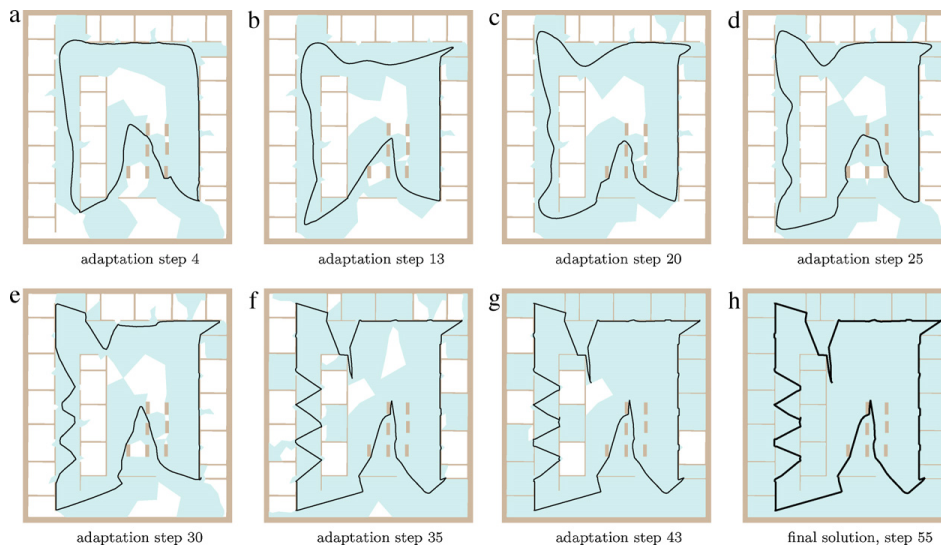 a b c d
adaptation step 4 adaptation step 13 adaptation step 20 adaptation step 25
e f g h
adaptation step 30 adaptation step 35 adaptation step 43 final solution, step 55